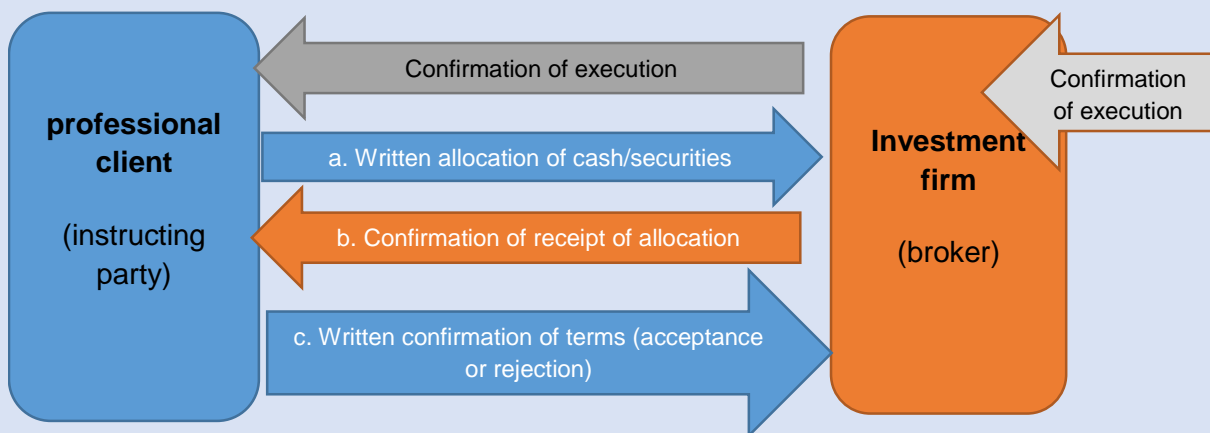 Confirmation of execution
Confirmation
of execution
professional
client
(instructing
party)
a. Written allocation of cash/securities
b. Confirmation of receipt of allocation
c. Written confirmation of terms (acceptance
or rejection)
Investment
firm
(broker)